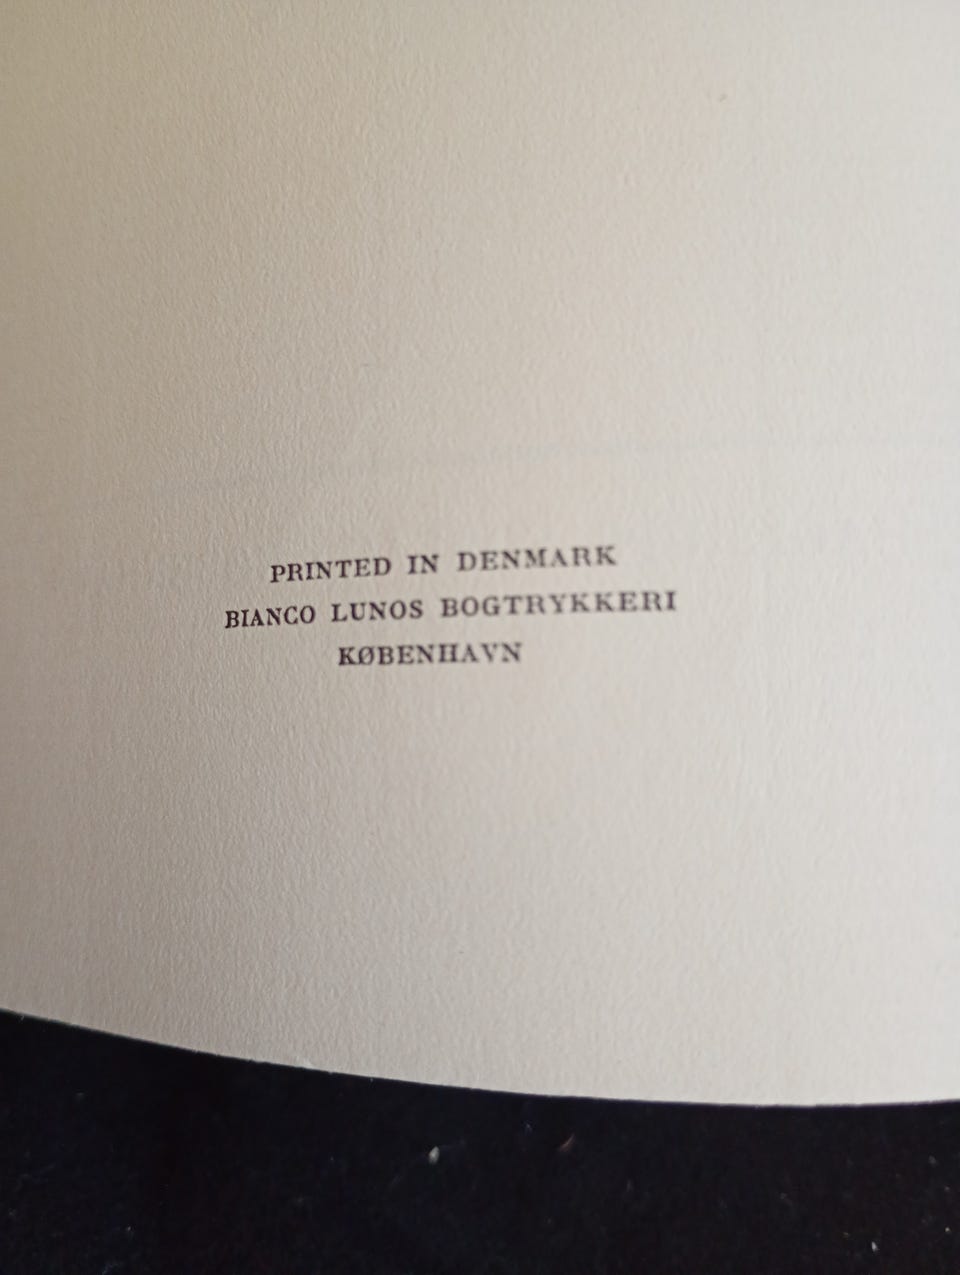 PRINTED IN DENMARK
BIANCO LUNOS BOGTRYKKERI
KØBENHAVN